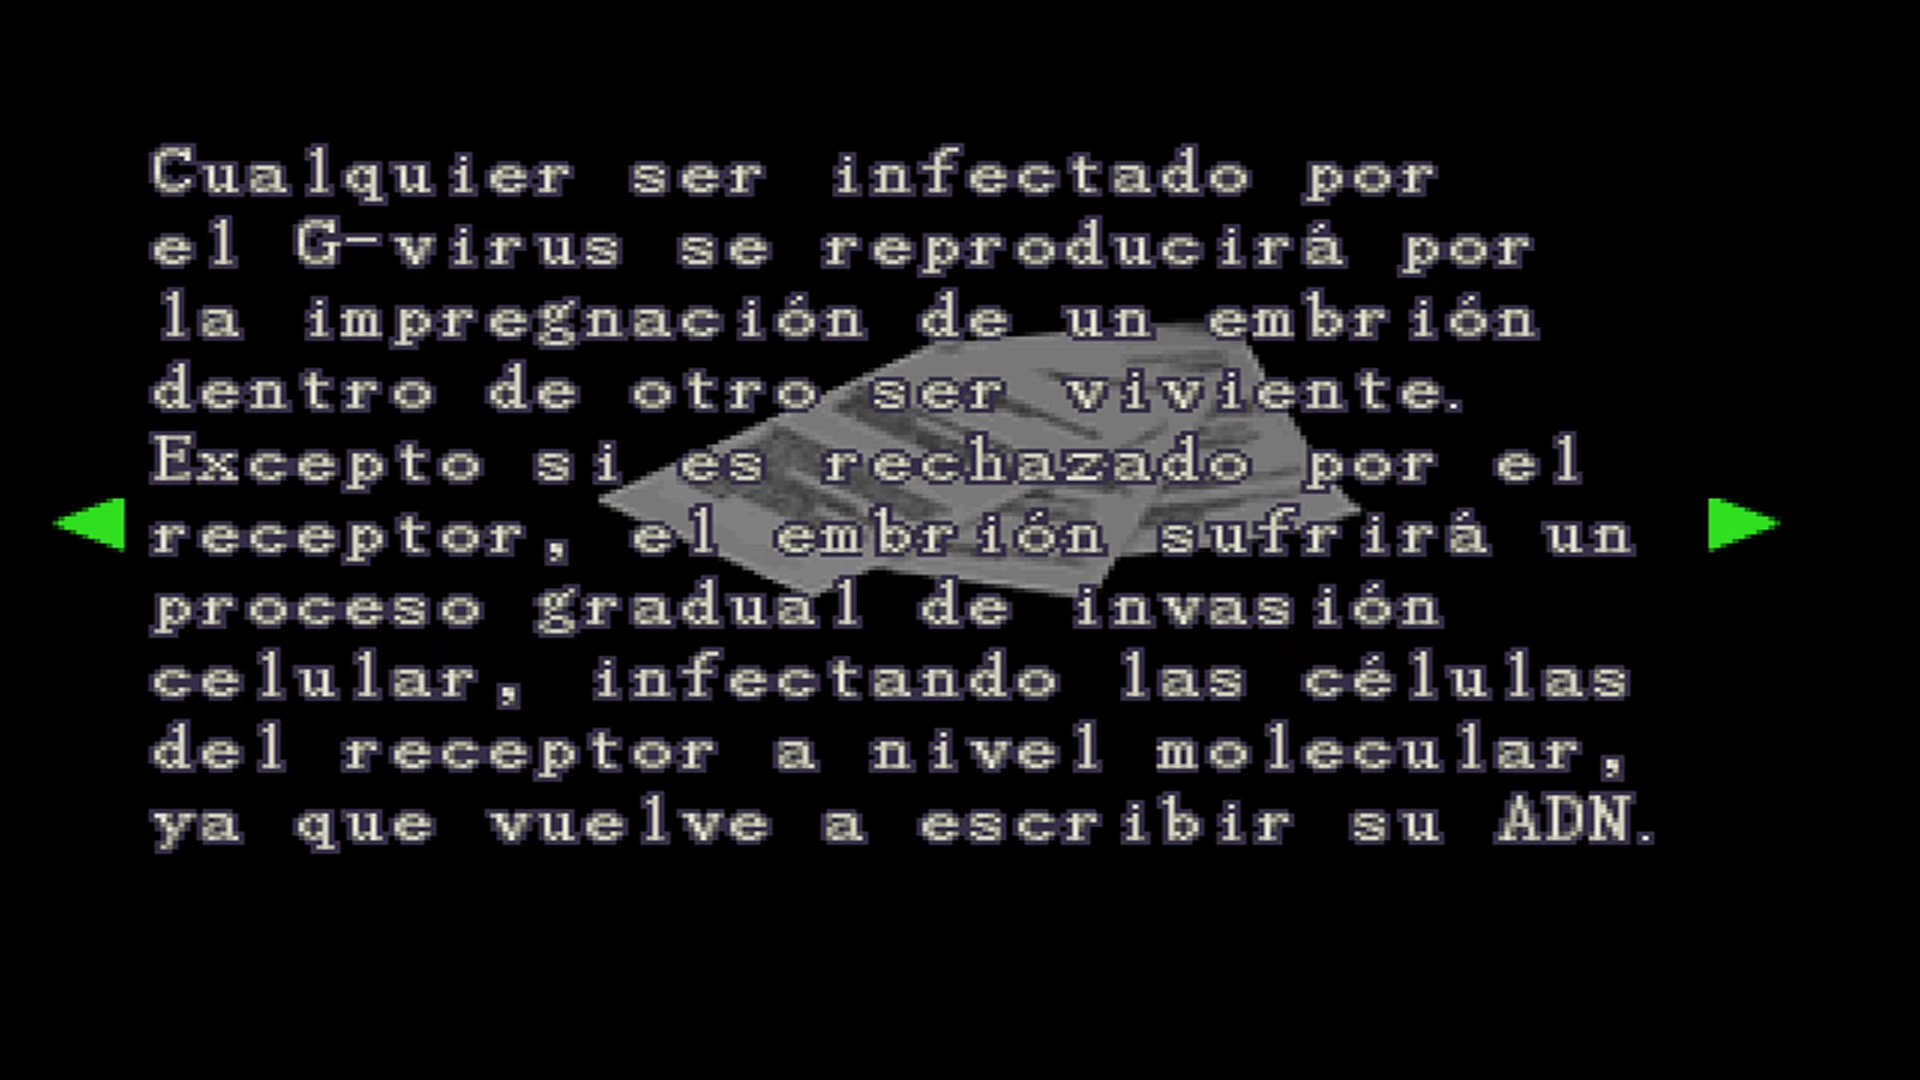 Cualquier ser infectado por
el G-virus se reproducirá por
la impregnación de un embrión
dentro de otro ser viviente.
Excepto si es rechazado por el
receptor, el embrión sufrirá un
proceso gradual de invasión
celular, infectando las células
del receptor a nivel molecular,
ya que vuelve a escribir su ADN.